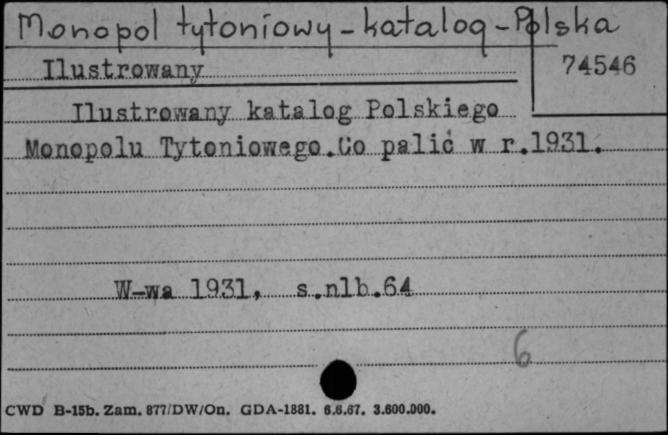 Monopol tytoniowy - katalog - Polska
Ilustrowany
74546
Ilustrowany katalog Polskiego
Monopolu Tytoniowego.Co palić w r.1931.
W-wa 1931, s.nlb.64
6
CWD B-15b. Zam. 877/DW/On. GDA-1881. 6.6.67. 3.600.000.